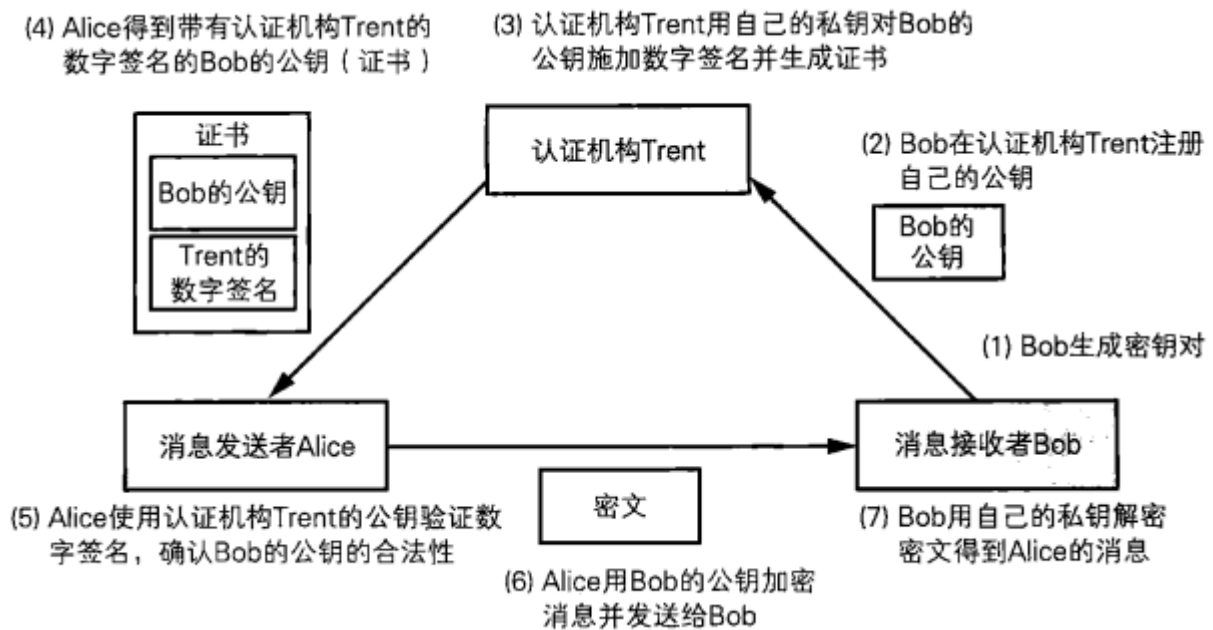 (4) Alice得到带有认证机构Trent的
数字签名的Bob的公钥（证书）
(3) 认证机构Trent用自己的私钥对Bob的
公钥施加数字签名并生成证书
证书
Bob的公钥
Trent的
数字签名
认证机构Trent
(2) Bob在认证机构Trent注册
自己的公钥
Bob的
公钥
(1) Bob生成密钥对
消息发送者Alice
消息接收者Bob
(5) Alice使用认证机构Trent的公钥验证数
字签名，确认Bob的公钥的合法性
密文
(6) Alice用Bob的公钥加密
消息并发送给Bob
(7) Bob用自己的私钥解密
密文得到Alice的消息